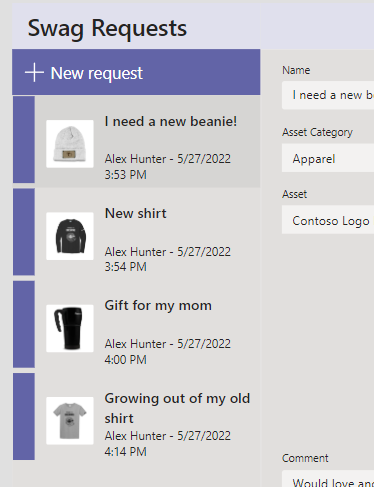 Swag Requests
+ New request
I need a new beanie!
Alex Hunter - 5/27/2022
3:53 PM
New shirt
Alex Hunter - 5/27/2022
3:54 PM
Gift for my mom
Alex Hunter - 5/27/2022
4:00 PM
Growing out of my old
shirt
Alex Hunter - 5/27/2022
4:14 PM
Name
I need a new b
Asset Category
Apparel
Asset
Contoso Logo
Comment
Would love an